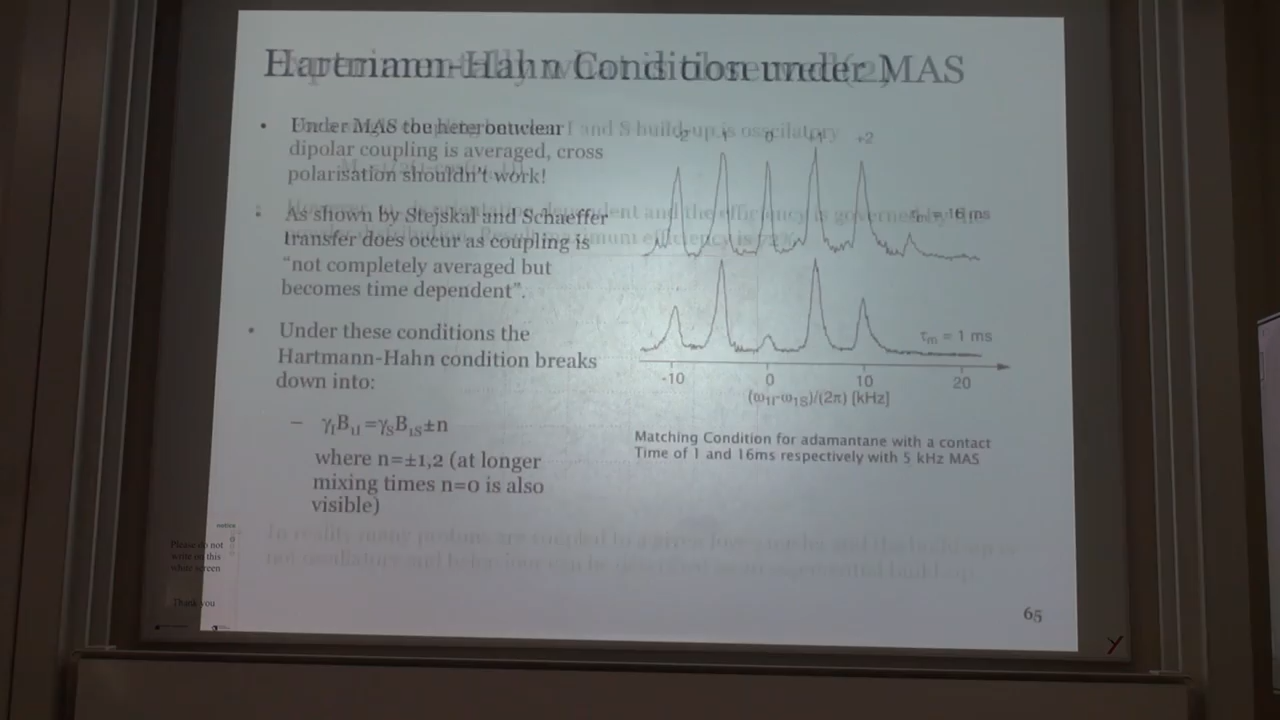 Hartmann-Hahn Condition under MAS
• Under MAS the heteronuclear
dipolar coupling is averaged, cross
polarisation shouldn't work!
• As shown by Stejskal and Schaeffer
transfer does occur as coupling is
“not completely averaged but
becomes time dependent”.
• Under these conditions the
Hartmann-Hahn condition breaks
down into:
– γIB1I=γSB1S±n
where n=±1,2 (at longer
mixing times n=0 is also
visible)
-2 -1 0 +1 +2
τm = 16 ms
τm = 1 ms
-10 0 10 20
(ω1I-ω1S)/(2π) [kHz]
Matching Condition for adamantane with a contact
Time of 1 and 16ms respectively with 5 kHz MAS
65
notice
Please do not
write on this
white screen
Thank you